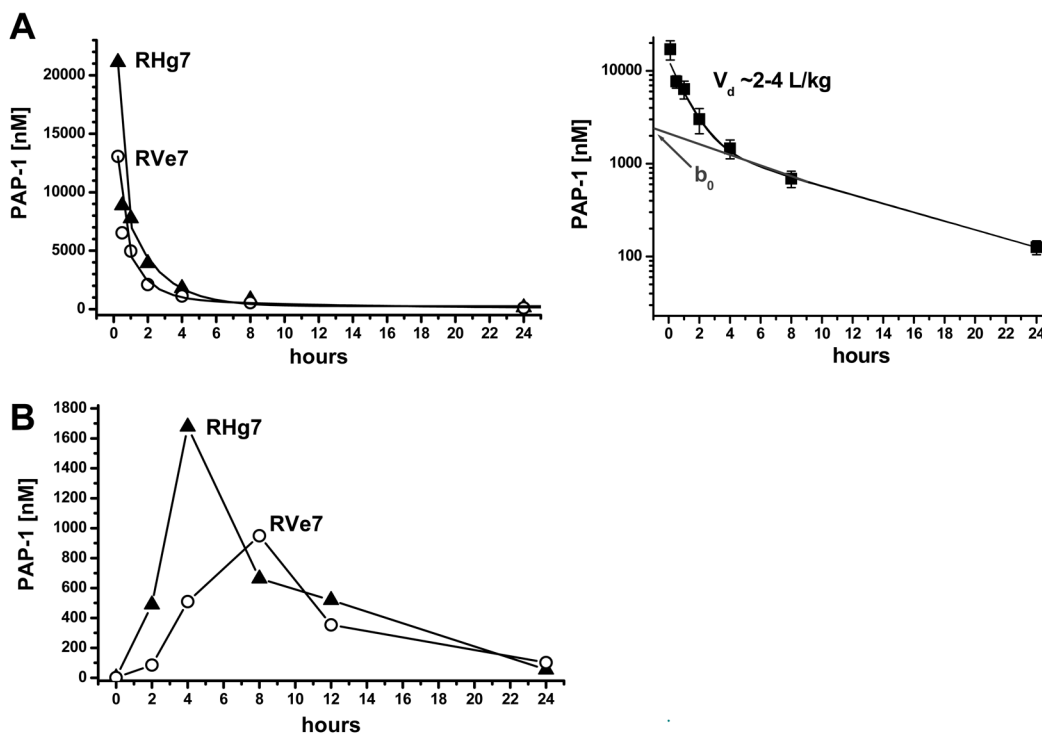 A
PAP-1 [nM]
20000
15000
10000
5000
0
RHg7
RVe7
0 2 4 6 8 10 12 14 16 18 20 22 24
hours
PAP-1 [nM]
10000
1000
100
V_d ~2-4 L/kg
b_0
0 2 4 6 8 10 12 14 16 18 20 22 24
hours
B
PAP-1 [nM]
1800
1600
1400
1200
1000
800
600
400
200
0
RHg7
RVe7
0 2 4 6 8 10 12 14 16 18 20 22 24
hours